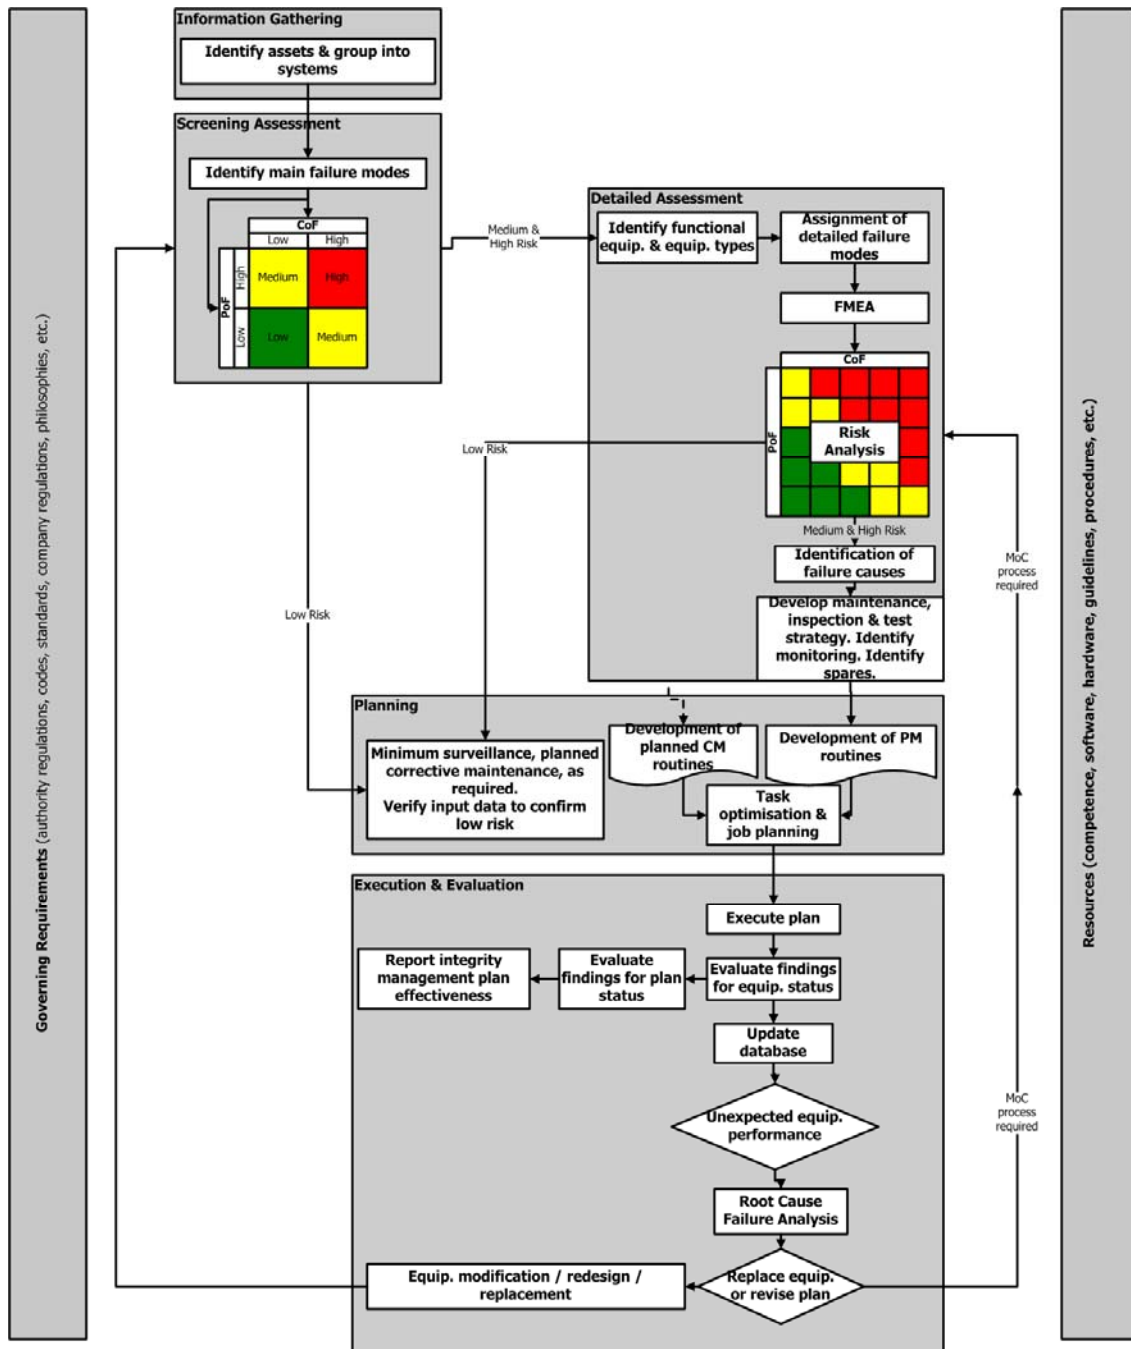 Governing Requirements (authority regulations, codes, standards, company regulations, philosophies, etc.)
Information Gathering
Identify assets & group into
systems
Screening Assessment
Identify main failure modes
CoF
Low
High
PoF
High
Low
Medium
High
Low
Medium
Medium &
High Risk
Low Risk
Detailed Assessment
Identify functional
equip. & equip. types
Assignment of
detailed failure
modes
FMEA
CoF
PoF
Risk
Analysis
Low Risk
Medium & High Risk
Identification of
failure causes
Develop maintenance,
inspection & test
strategy. Identify
monitoring. Identify
spares.
Planning
Minimum surveillance, planned
corrective maintenance, as
required.
Verify input data to confirm
low risk
Development of
planned CM
routines
Development of PM
routines
Task
optimisation &
job planning
Execution & Evaluation
Execute plan
Evaluate findings
for equip. status
Evaluate
findings for plan
status
Report integrity
management plan
effectiveness
Update
database
Unexpected equip.
performance
Root Cause
Failure Analysis
Replace equip.
or revise plan
Equip. modification / redesign /
replacement
MoC
process
required
MoC
process
required
Resources (competence, software, hardware, guidelines, procedures, etc.)